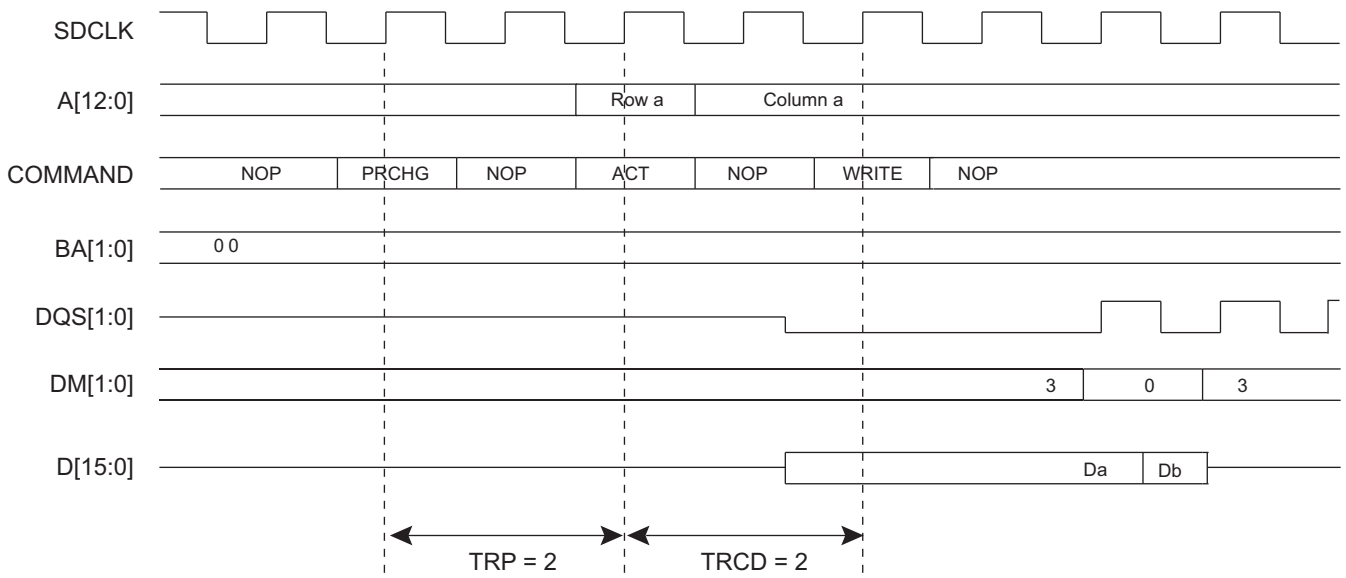 SDCLK
A[12:0] Row a Column a
COMMAND NOP PRCHG NOP ACT NOP WRITE NOP
BA[1:0] 0 0
DQS[1:0]
DM[1:0] 3 0 3
D[15:0] Da Db
TRP = 2 TRCD = 2